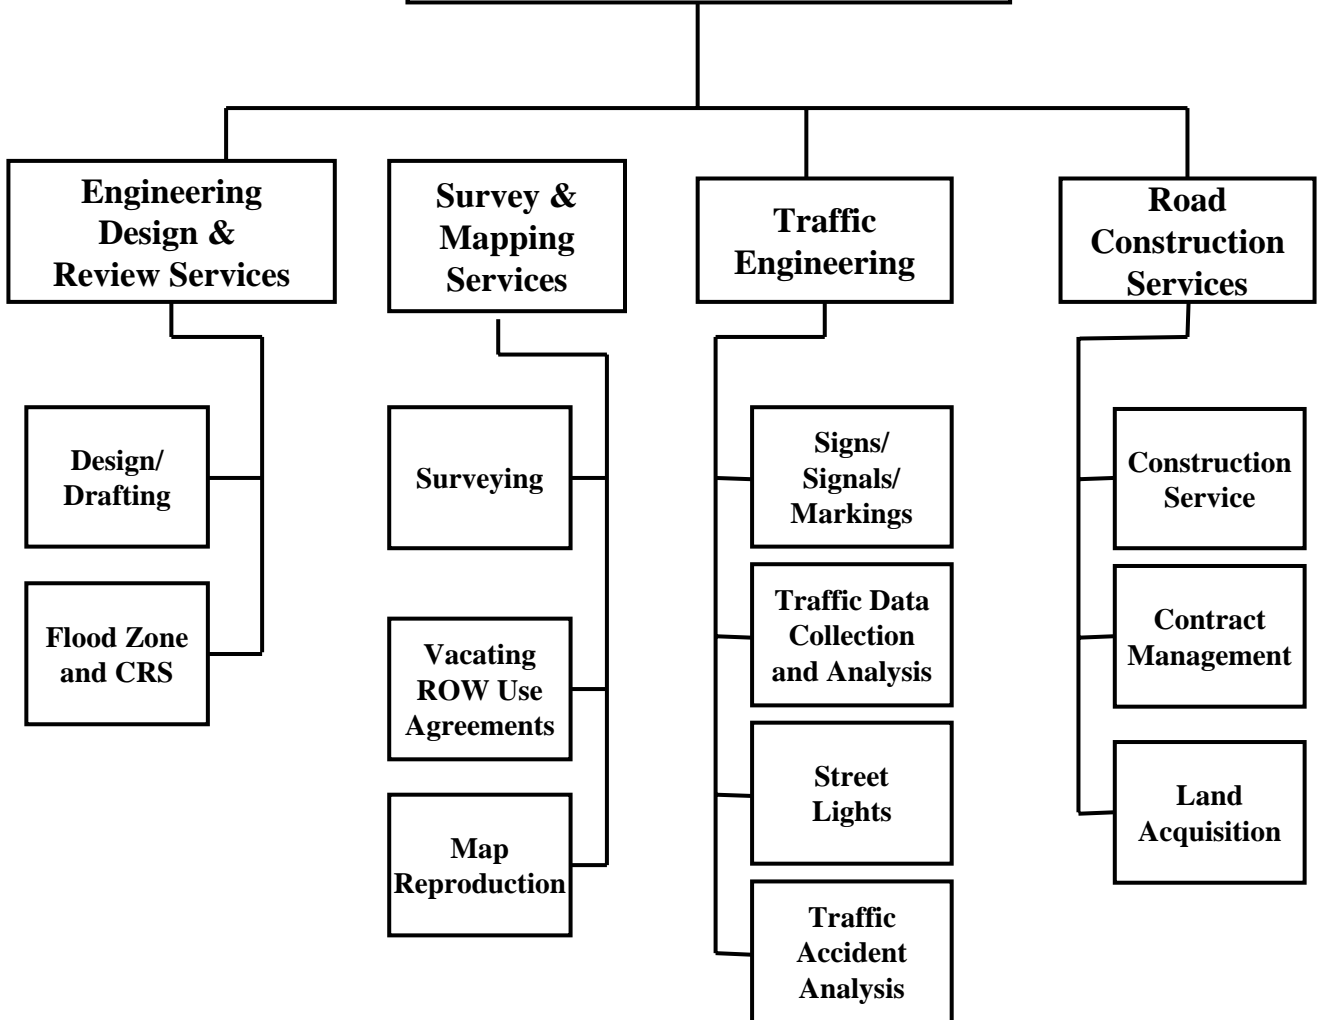 Engineering
Design &
Review Services
Survey &
Mapping
Services
Traffic
Engineering
Road
Construction
Services
Design/
Drafting
Flood Zone
and CRS
Surveying
Vacating
ROW Use
Agreements
Map
Reproduction
Signs/
Signals/
Markings
Traffic Data
Collection
and Analysis
Street
Lights
Traffic
Accident
Analysis
Construction
Service
Contract
Management
Land
Acquisition